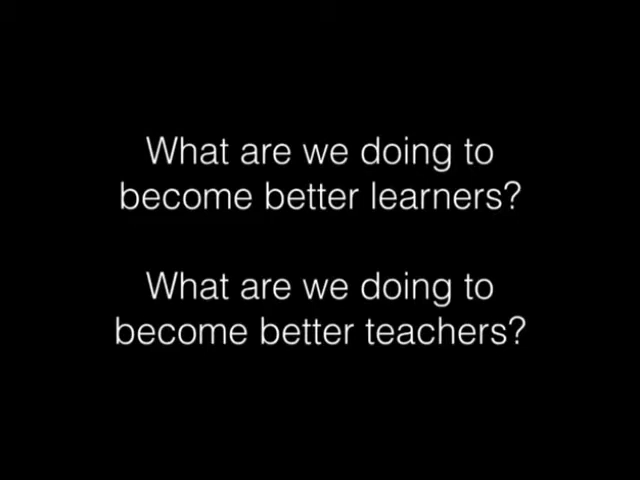 What are we doing to
become better learners?
What are we doing to
become better teachers?